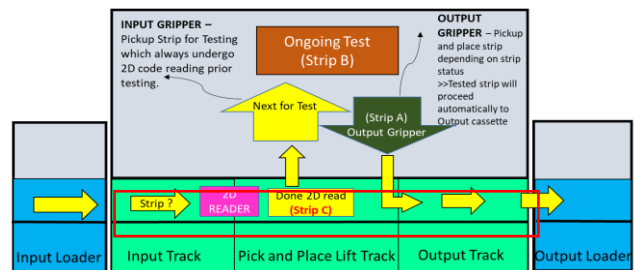 INPUT GRIPPER –
Pickup Strip for Testing
which always undergo
2D code reading prior
testing.
Ongoing Test
(Strip B)
OUTPUT
GRIPPER – Pickup
and place strip
depending on strip
status
>>Tested strip will
proceed
automatically to
Output cassette
Next for Test
(Strip A)
Output Gripper
Strip ?
2D
READER
Done 2D read
(Strip C)
Input Loader
Input Track
Pick and Place Lift Track
Output Track
Output Loader